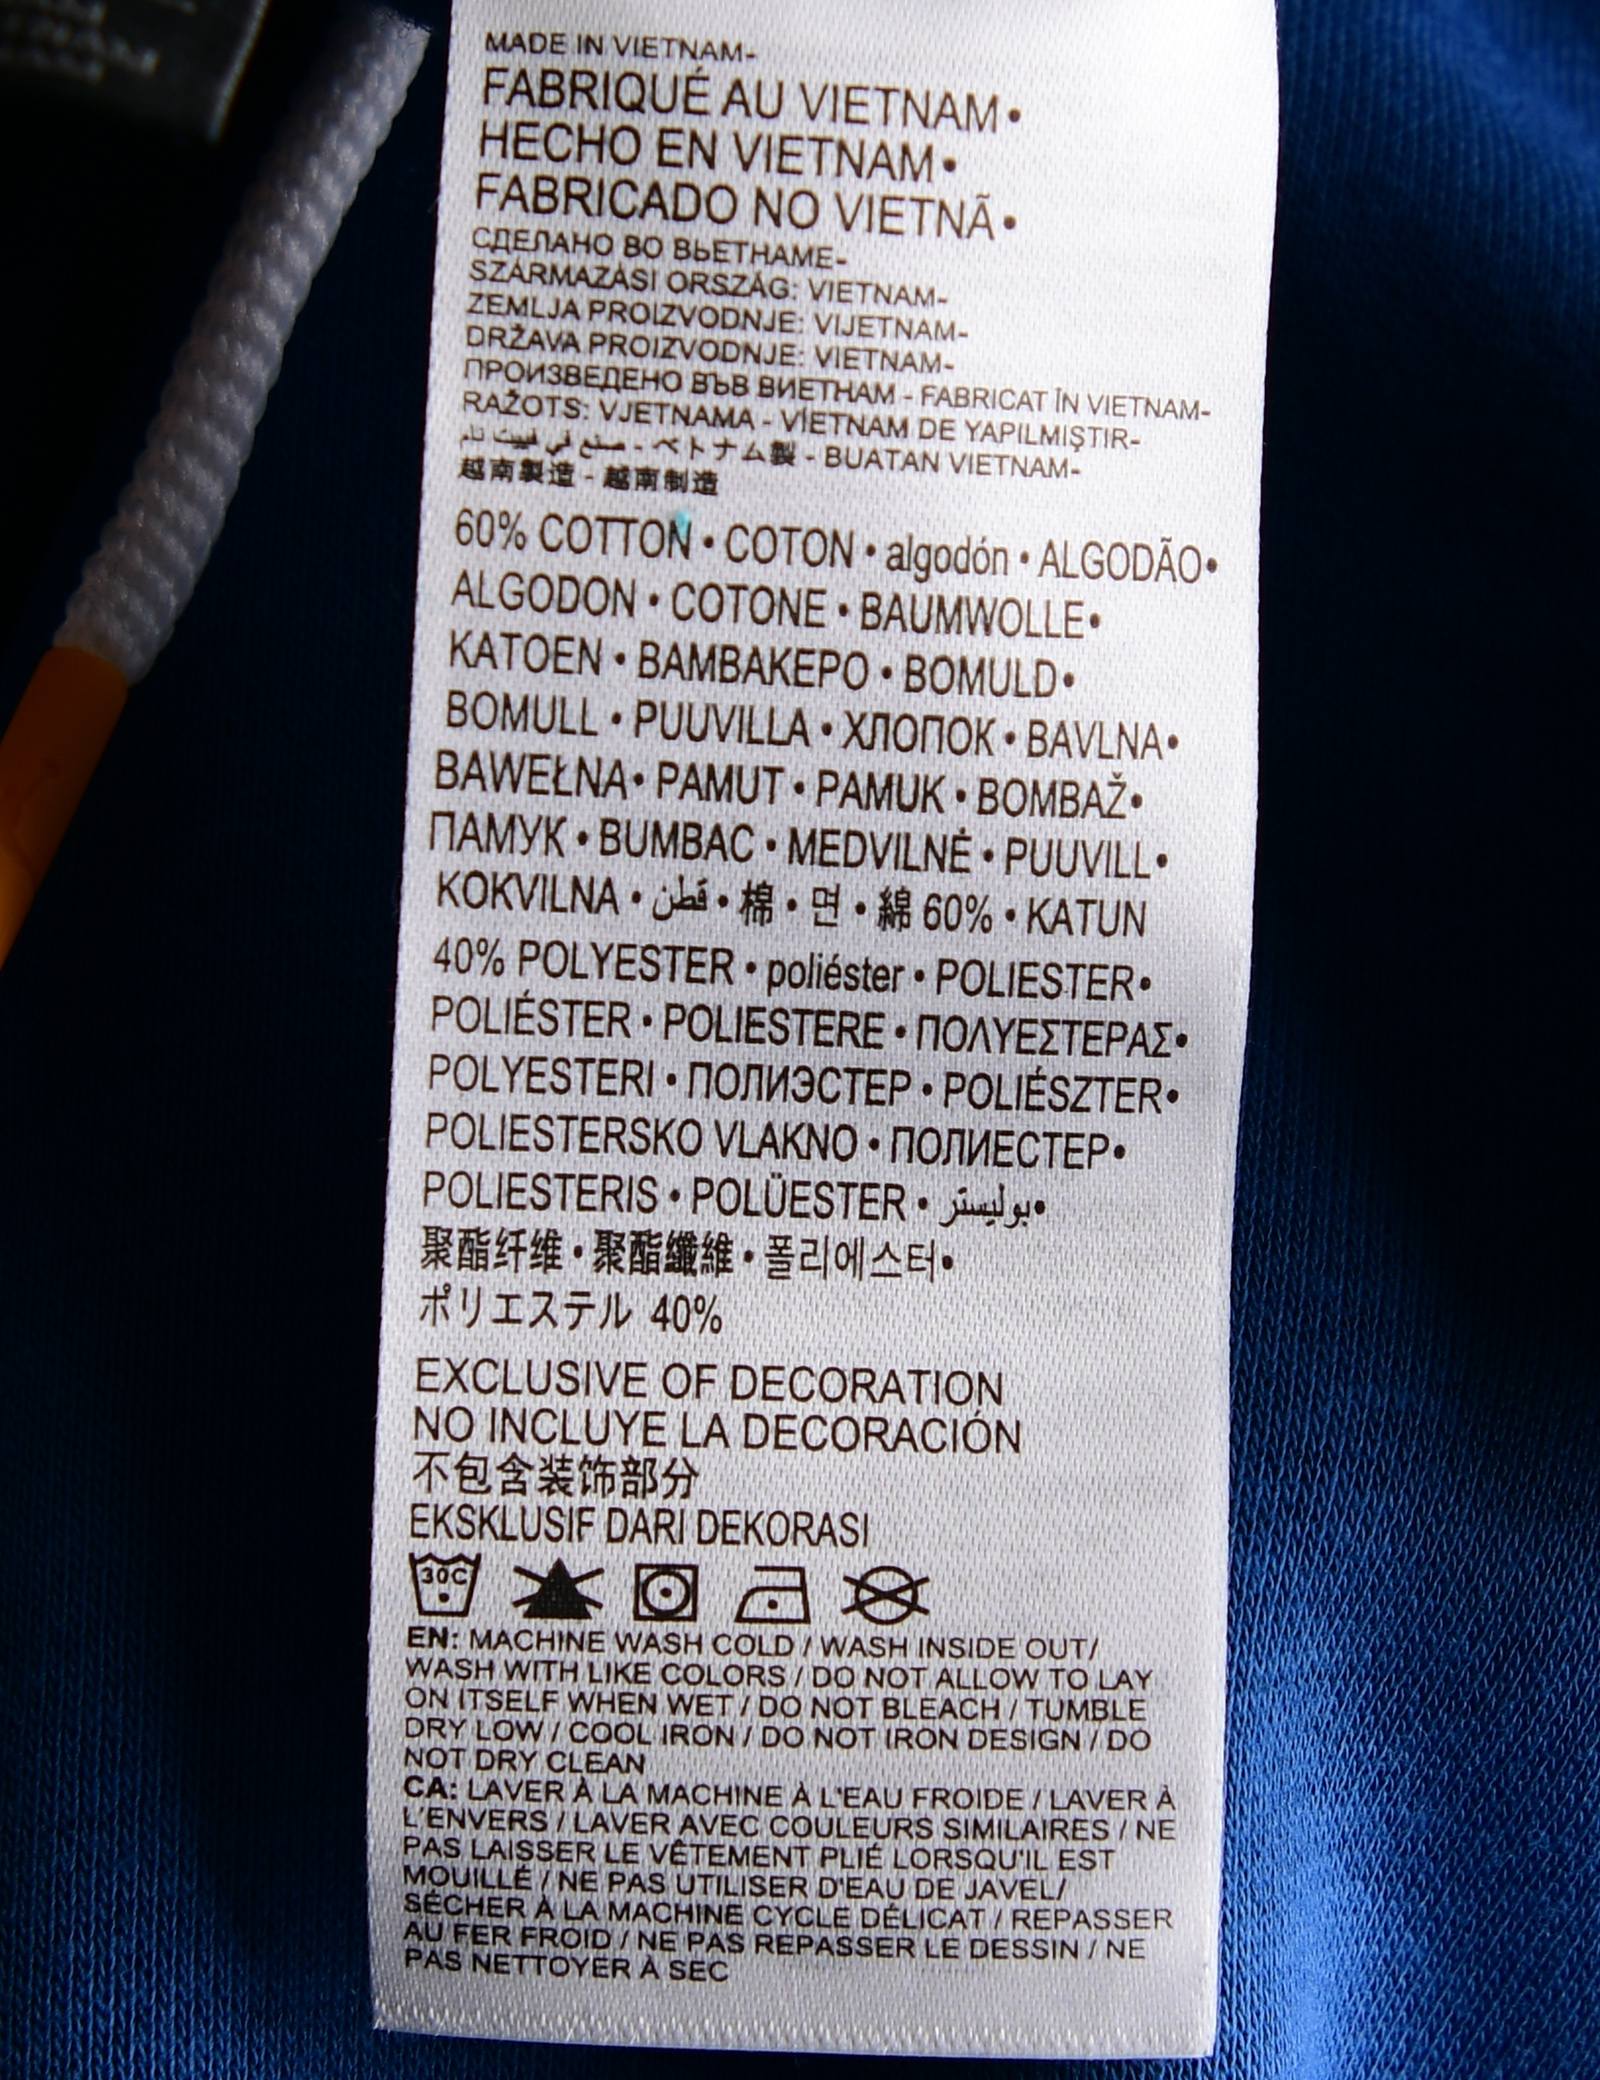 MADE IN VIETNAM-
FABRIQUÉ AU VIETNAM•
HECHO EN VIETNAM•
FABRICADO NO VIETNÃ•
СДЕЛАНО ВО ВЬЕТНАМЕ-
SZÁRMAZÁSI ORSZÁG: VIETNAM-
ZEMLJA PROIZVODNJE: VIJETNAM-
DRŽAVA PROIZVODNJE: VIETNAM-
ПРОИЗВЕДЕНО ВЪВ ВИЕТНАМ - FABRICAT ÎN VIETNAM-
RAŽOTS: VJETNAMA - VİETNAM DE YAPILMIŞTIR-
صنع في فييت نام - ベトナム製 - BUATAN VIETNAM-
越南製造 - 越南制造
60% COTTON • COTON • algodón • ALGODÃO•
ALGODON • COTONE • BAUMWOLLE•
KATOEN • ΒΑΜΒΑΚΕΡΟ • BOMULD•
BOMULL • PUUVILLA • ХЛОПОК • BAVLNA•
BAWEŁNA• PAMUT • PAMUK • BOMBAŽ•
ПАМУК • BUMBAC • MEDVILNĖ • PUUVILL•
KOKVILNA • قطن • 棉 • 면 • 綿 60% • KATUN
40% POLYESTER • poliéster • POLIESTER•
POLIÉSTER • POLIESTERE • ΠΟΛΥΕΣΤΕΡΑΣ•
POLYESTERI • ПОЛИЭСТЕР • POLIÉSZTER•
POLIESTERSKO VLAKNO • ПОЛИЕСТЕР•
POLIESTERIS • POLÜESTER • بوليستر•
聚酯纤维 • 聚酯纖維 • 폴리에스터•
ポリエステル 40%
EXCLUSIVE OF DECORATION
NO INCLUYE LA DECORACIÓN
不包含装饰部分
EKSKLUSIF DARI DEKORASI
30C
EN: MACHINE WASH COLD / WASH INSIDE OUT/
WASH WITH LIKE COLORS / DO NOT ALLOW TO LAY
ON ITSELF WHEN WET / DO NOT BLEACH / TUMBLE
DRY LOW / COOL IRON / DO NOT IRON DESIGN / DO
NOT DRY CLEAN
CA: LAVER À LA MACHINE À L'EAU FROIDE / LAVER À
L'ENVERS / LAVER AVEC COULEURS SIMILAIRES / NE
PAS LAISSER LE VÊTEMENT PLIÉ LORSQU'IL EST
MOUILLÉ / NE PAS UTILISER D'EAU DE JAVEL/
SÉCHER À LA MACHINE CYCLE DÉLICAT / REPASSER
AU FER FROID / NE PAS REPASSER LE DESSIN / NE
PAS NETTOYER À SEC